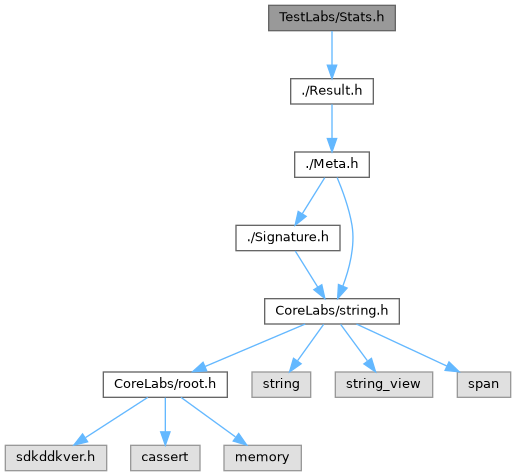 TestLabs/Stats.h
./Result.h
./Meta.h
./Signature.h
CoreLabs/string.h
CoreLabs/root.h
string
string_view
span
sdkddkver.h
cassert
memory